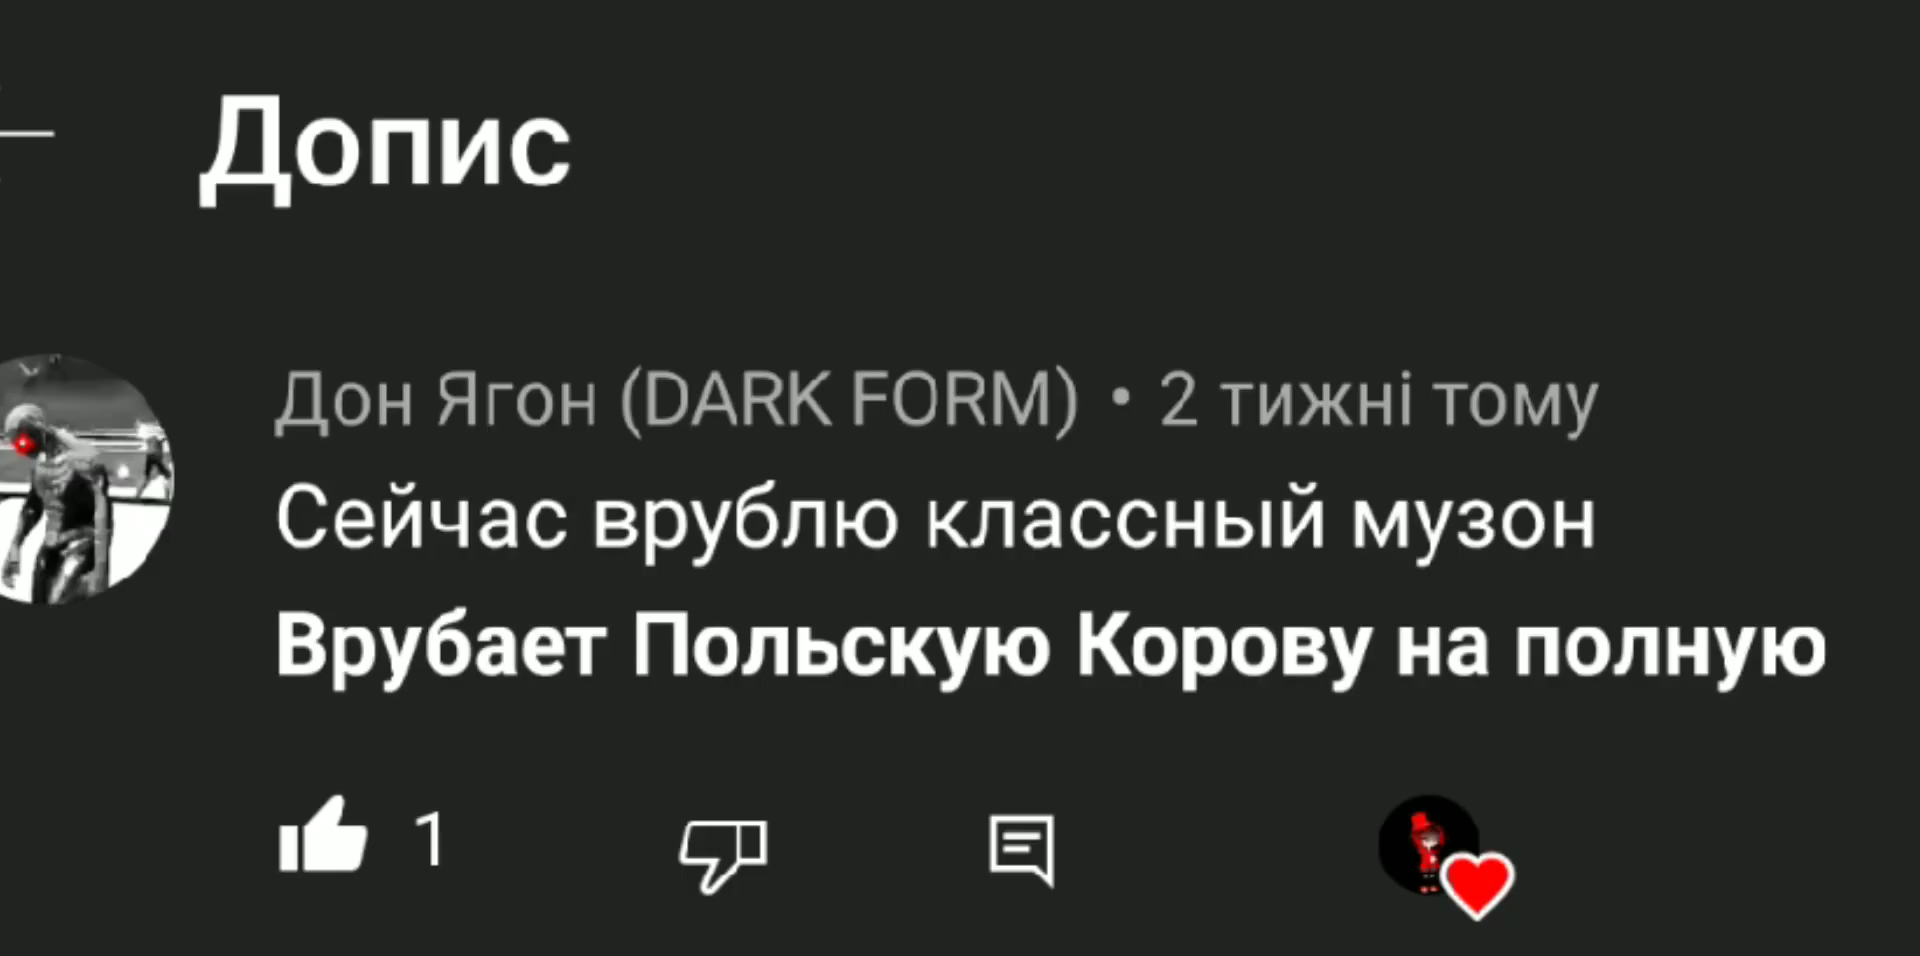 Допис
Дон Ягон (DARK FORM) • 2 тижні тому
Сейчас врублю классный музон
Врубает Польскую Корову на полную
1